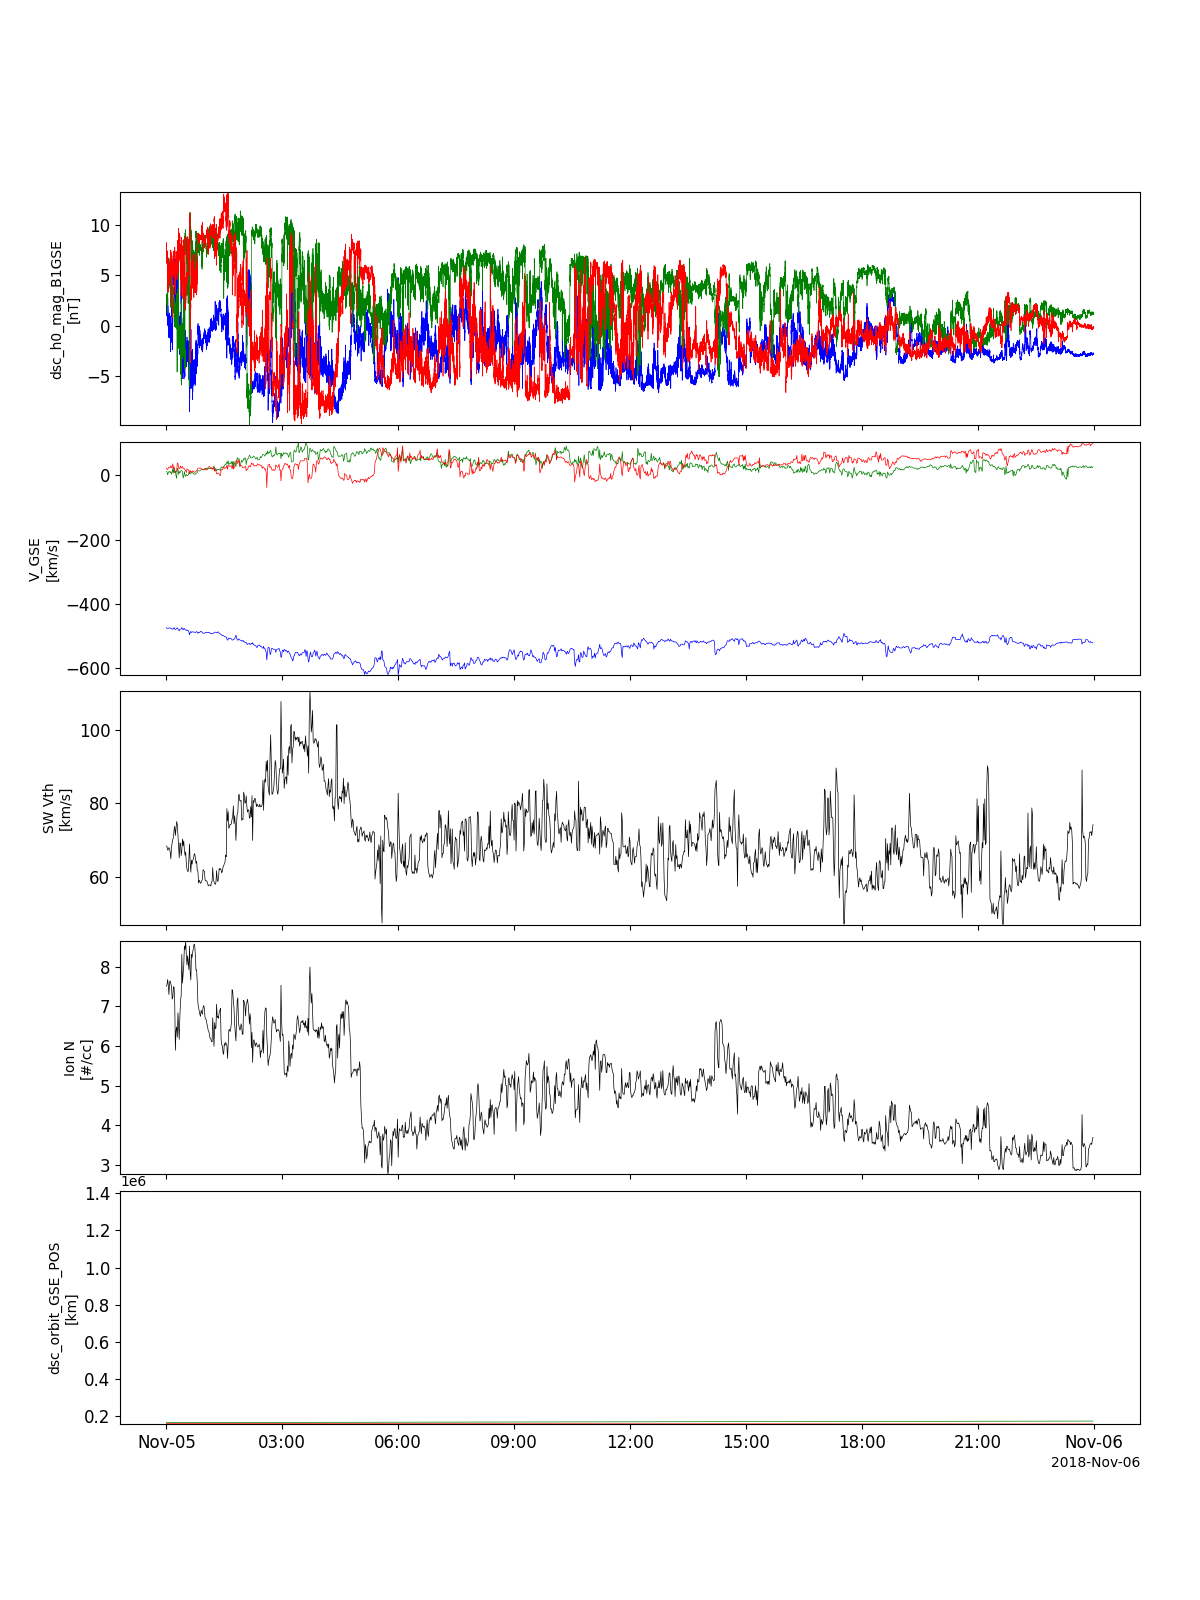 10
5
0
−5
dsc_h0_mag_B1GSE
[nT]
0
−200
−400
−600
V_GSE
[km/s]
100
80
60
SW Vth
[km/s]
8
7
6
5
4
3
Ion N
[#/cc]
1e6
1.4
1.2
1.0
0.8
0.6
0.4
0.2
dsc_orbit_GSE_POS
[km]
Nov-05 03:00 06:00 09:00 12:00 15:00 18:00 21:00 Nov-06
2018-Nov-06